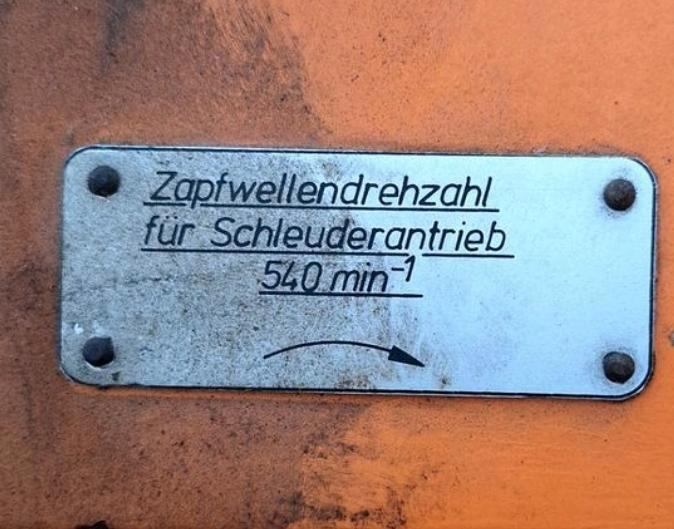 Zapfwellendrehzahl
für Schleuderantrieb
540 min⁻¹